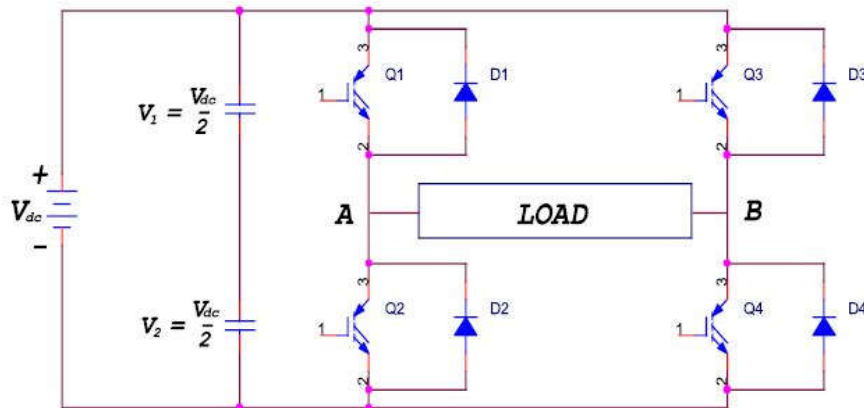 3
Q1
D1
1
2
3
Q3
D3
1
2
V₁ = Vdc/2
+
Vdc
−
A
LOAD
B
V₂ = Vdc/2
3
Q2
D2
1
2
3
Q4
D4
1
2